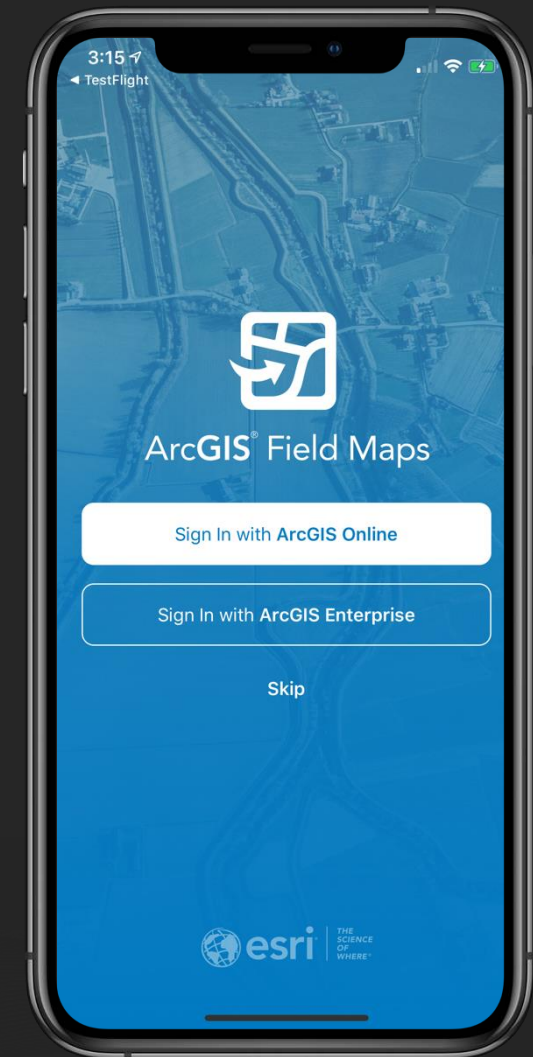 3:15
◀ TestFlight
ArcGIS® Field Maps
Sign In with ArcGIS Online
Sign In with ArcGIS Enterprise
Skip
esri
THE
SCIENCE
OF
WHERE™